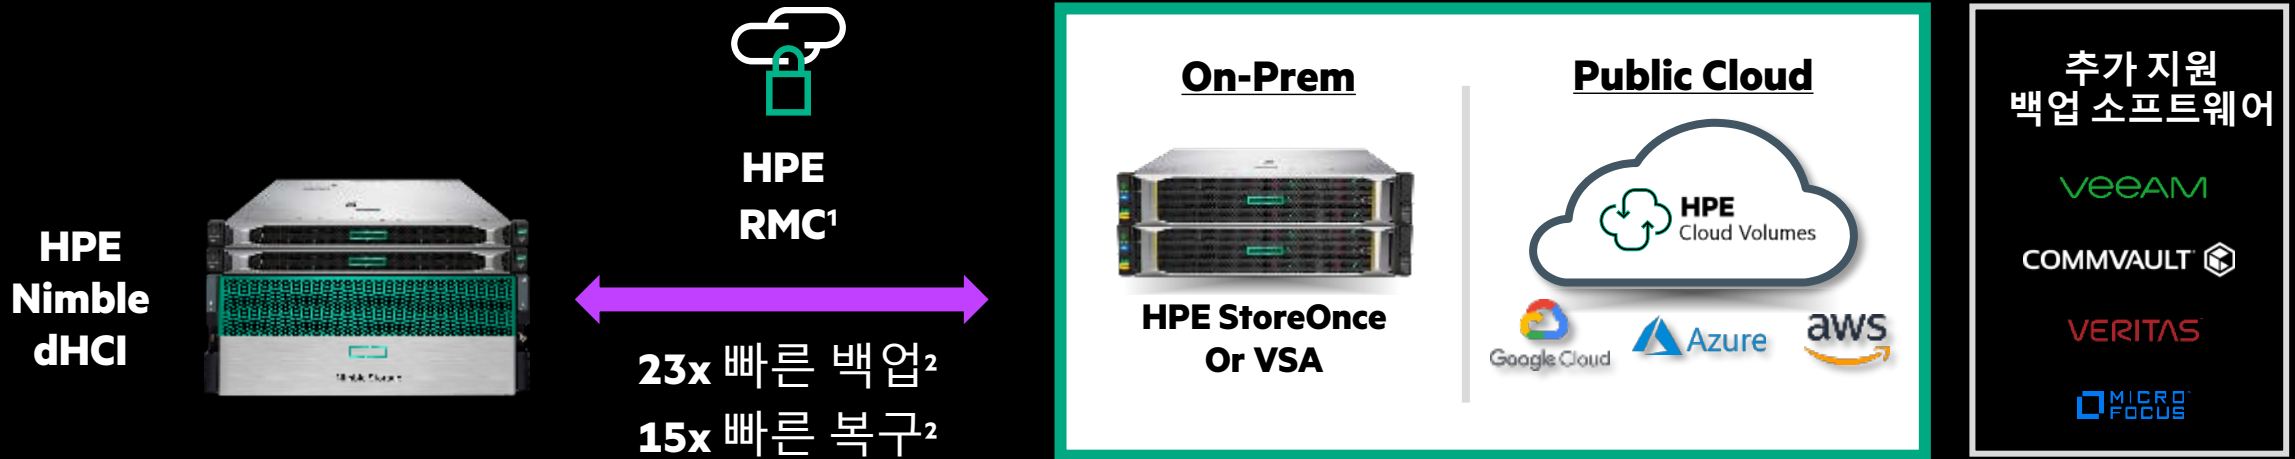 HPE
Nimble
dHCI
HPE
RMC¹
23x 빠른 백업²
15x 빠른 복구²
On-Prem
HPE StoreOnce
Or VSA
Public Cloud
HPE
Cloud Volumes
Google Cloud
Azure
aws
추가 지원
백업 소프트웨어
veeam
COMMVAULT
VERITAS
MICRO
FOCUS